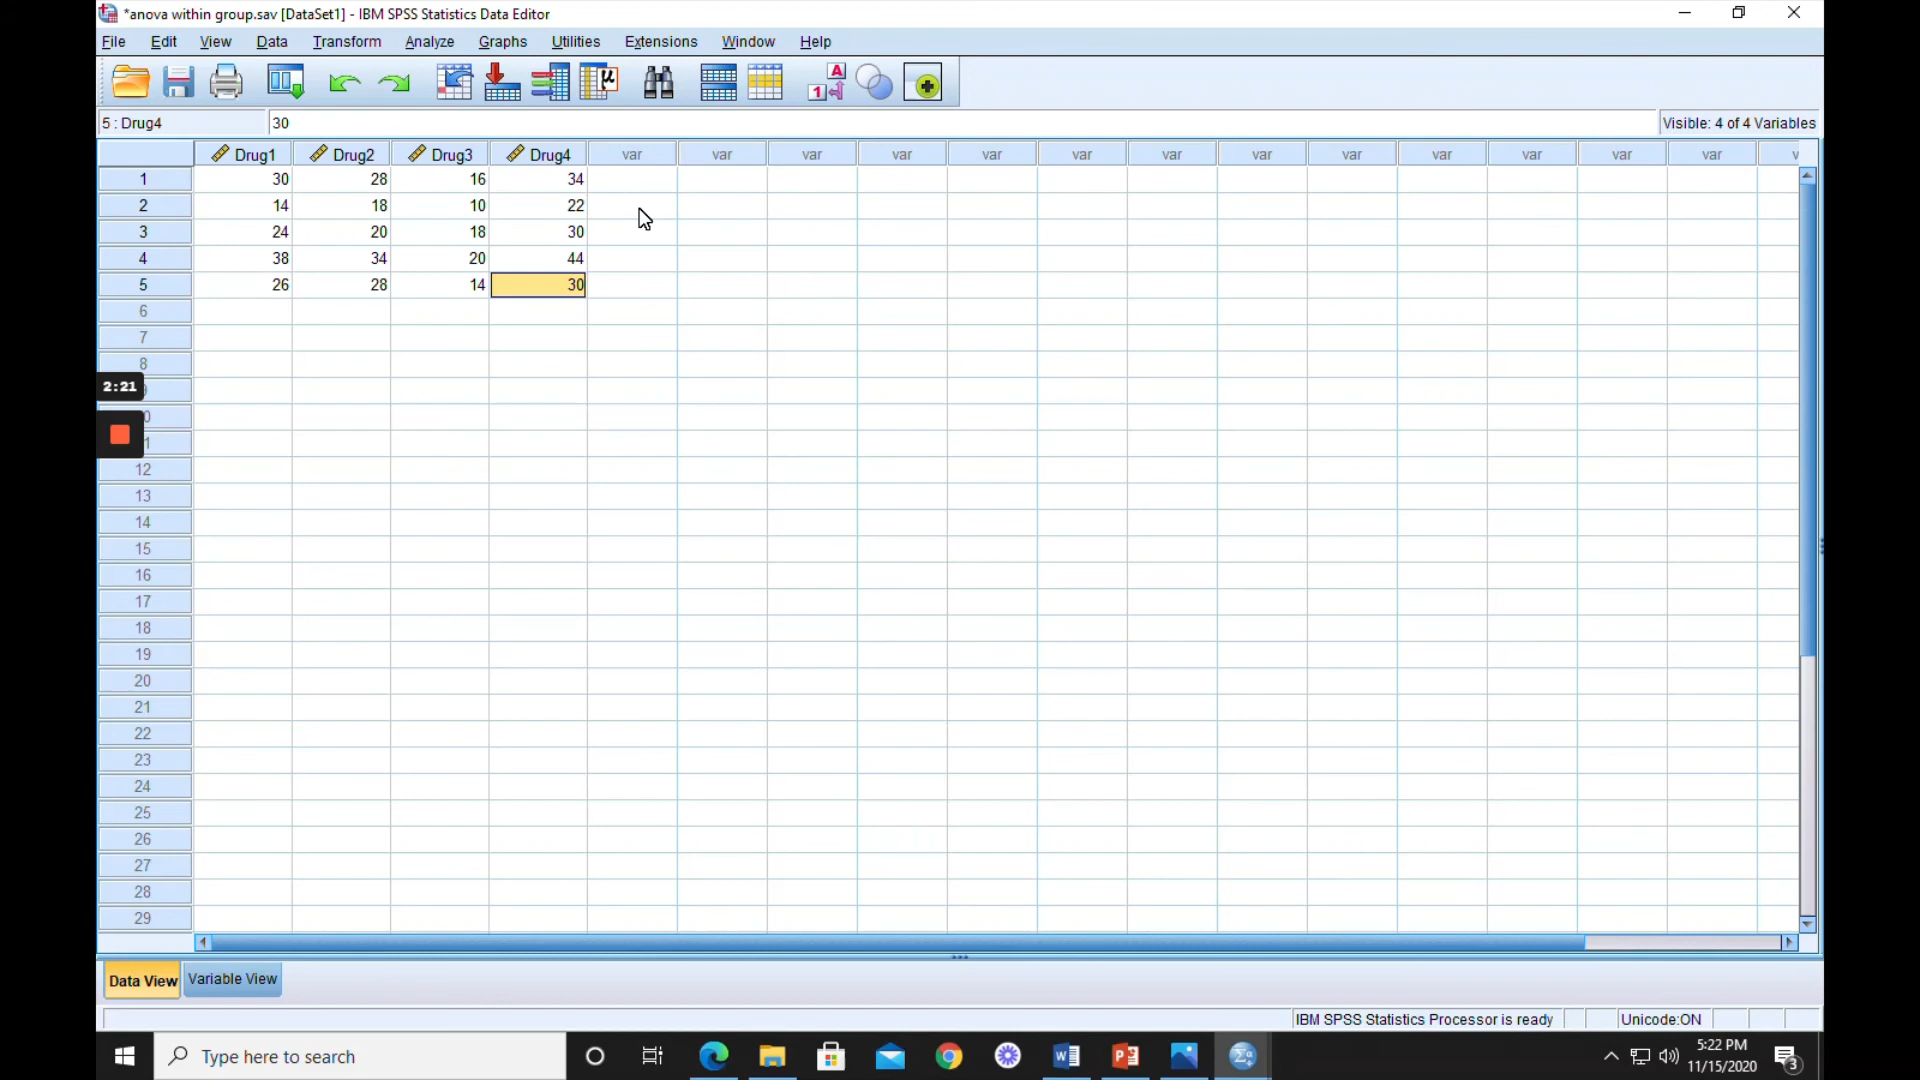 *anova within group.sav [DataSet1] - IBM SPSS Statistics Data Editor
File Edit View Data Transform Analyze Graphs Utilities Extensions Window Help
5 : Drug4 30 Visible: 4 of 4 Variables
Drug1 Drug2 Drug3 Drug4 var var var var var var var var var var var var var
1 30 28 16 34
2 14 18 10 22
3 24 20 18 30
4 38 34 20 44
5 26 28 14 30
6
7
8
2:21
12
13
14
15
16
17
18
19
20
21
22
23
24
25
26
27
28
29
Data View Variable View
IBM SPSS Statistics Processor is ready Unicode:ON
Type here to search
5:22 PM
11/15/2020
3